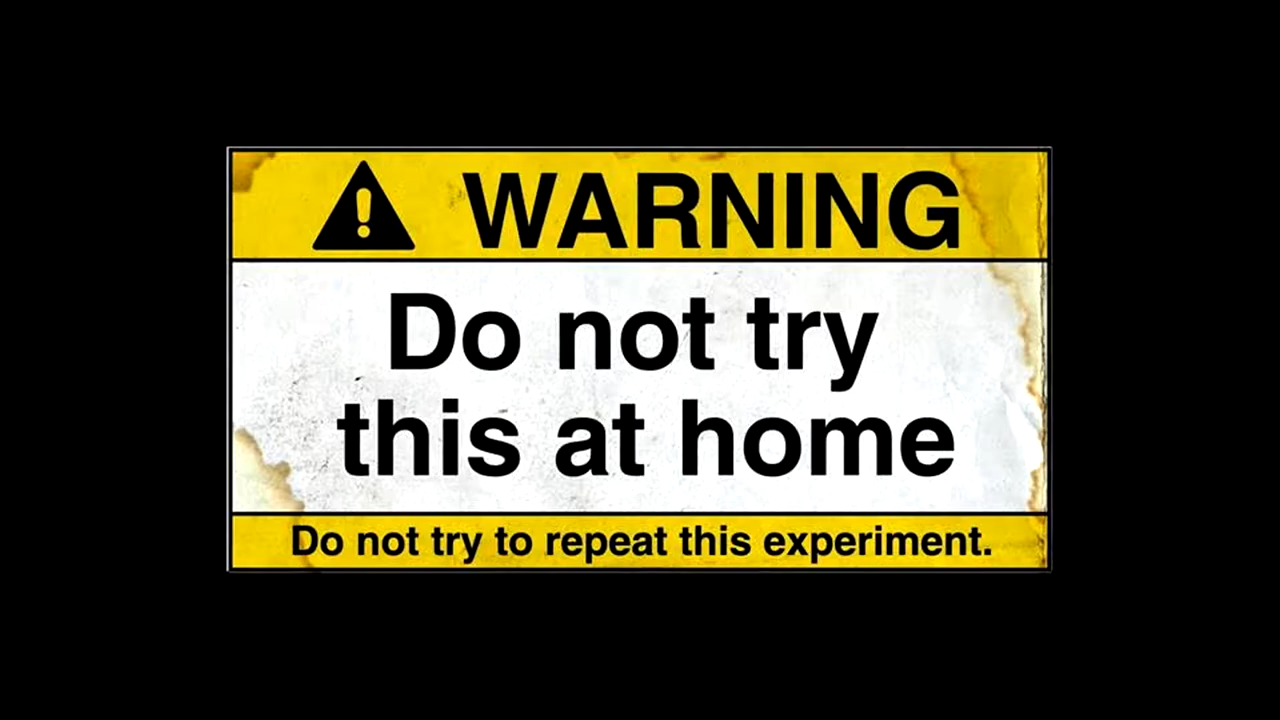 WARNING
Do not try
this at home
Do not try to repeat this experiment.